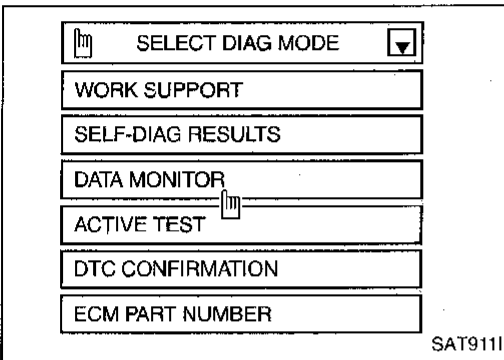 SELECT DIAG MODE
WORK SUPPORT
SELF-DIAG RESULTS
DATA MONITOR
ACTIVE TEST
DTC CONFIRMATION
ECM PART NUMBER
SAT911I